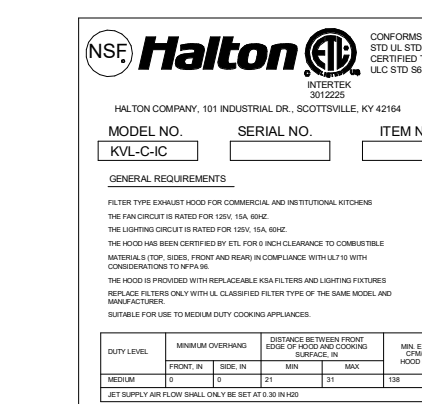 NSF
Halton
ETL
C LISTED US
INTERTEK
3012225
CONFORMS
STD UL STD
CERTIFIED
ULC STD S6
HALTON COMPANY, 101 INDUSTRIAL DR., SCOTTSVILLE, KY 42164
MODEL NO. SERIAL NO. ITEM N
KVL-C-IC
GENERAL REQUIREMENTS
FILTER TYPE EXHAUST HOOD FOR COMMERCIAL AND INSTITUTIONAL KITCHENS
THE FAN CIRCUIT IS RATED FOR 125V, 15A, 60HZ.
THE LIGHTING CIRCUIT IS RATED FOR 125V, 15A, 60HZ.
THE HOOD HAS BEEN CERTIFIED BY ETL FOR 0 INCH CLEARANCE TO COMBUSTIBLE
MATERIALS (TOP, SIDES, FRONT AND REAR) IN COMPLIANCE WITH UL710 WITH
CONSIDERATIONS TO NFPA 96.
THE HOOD IS PROVIDED WITH REPLACEABLE KSA FILTERS AND LIGHTING FIXTURES
REPLACE FILTERS ONLY WITH UL CLASSIFIED FILTER TYPE OF THE SAME MODEL AND
MANUFACTURER.
SUITABLE FOR USE TO MEDIUM DUTY COOKING APPLIANCES.
DUTY LEVEL
MINIMUM OVERHANG
DISTANCE BETWEEN FRONT
EDGE OF HOOD AND COOKING
SURFACE, IN
MIN. E
CFM
HOOD
FRONT, IN SIDE, IN MIN MAX
MEDIUM 0 0 21 31 138
JET SUPPLY AIR FLOW SHALL ONLY BE SET AT 0.30 IN H20